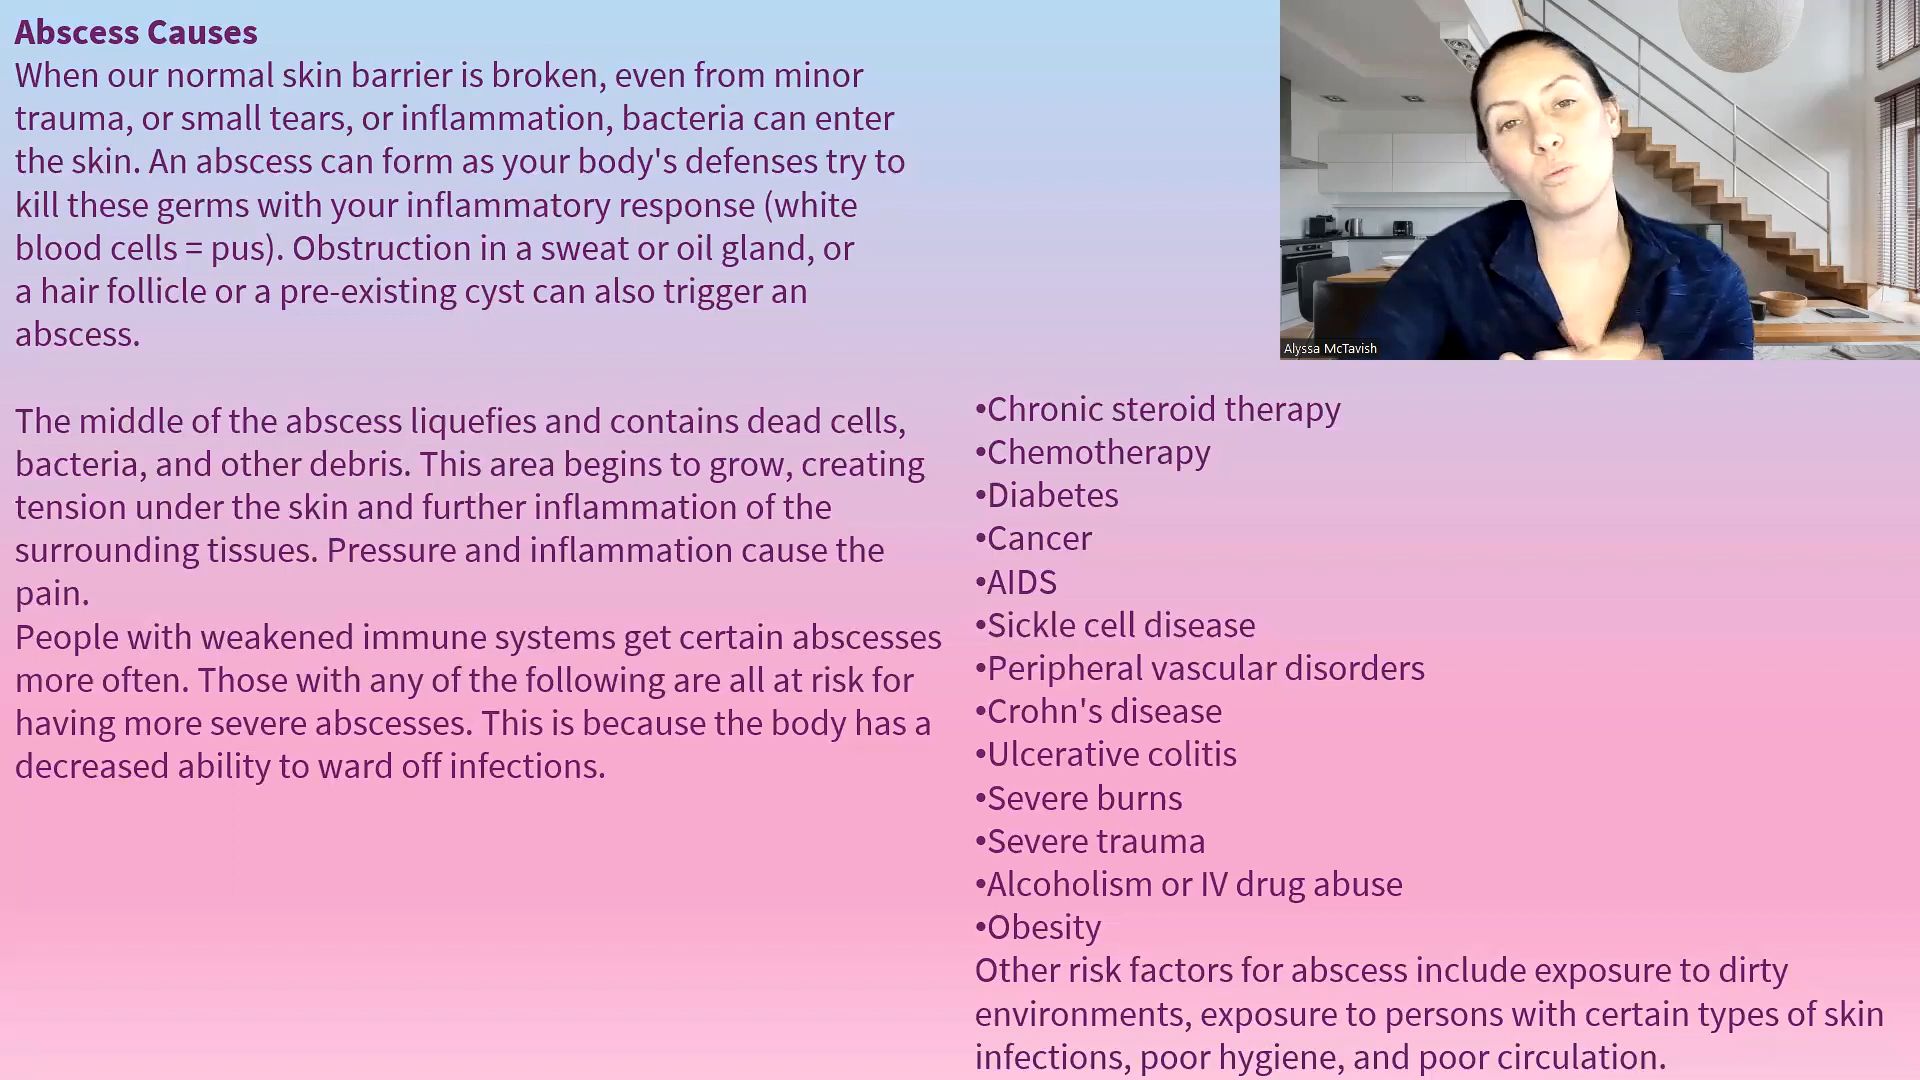 Abscess Causes
When our normal skin barrier is broken, even from minor
trauma, or small tears, or inflammation, bacteria can enter
the skin. An abscess can form as your body's defenses try to
kill these germs with your inflammatory response (white
blood cells = pus). Obstruction in a sweat or oil gland, or
a hair follicle or a pre-existing cyst can also trigger an
abscess.
The middle of the abscess liquefies and contains dead cells,
bacteria, and other debris. This area begins to grow, creating
tension under the skin and further inflammation of the
surrounding tissues. Pressure and inflammation cause the
pain.
People with weakened immune systems get certain abscesses
more often. Those with any of the following are all at risk for
having more severe abscesses. This is because the body has a
decreased ability to ward off infections.
Alyssa McTavish
•Chronic steroid therapy
•Chemotherapy
•Diabetes
•Cancer
•AIDS
•Sickle cell disease
•Peripheral vascular disorders
•Crohn's disease
•Ulcerative colitis
•Severe burns
•Severe trauma
•Alcoholism or IV drug abuse
•Obesity
Other risk factors for abscess include exposure to dirty
environments, exposure to persons with certain types of skin
infections, poor hygiene, and poor circulation.